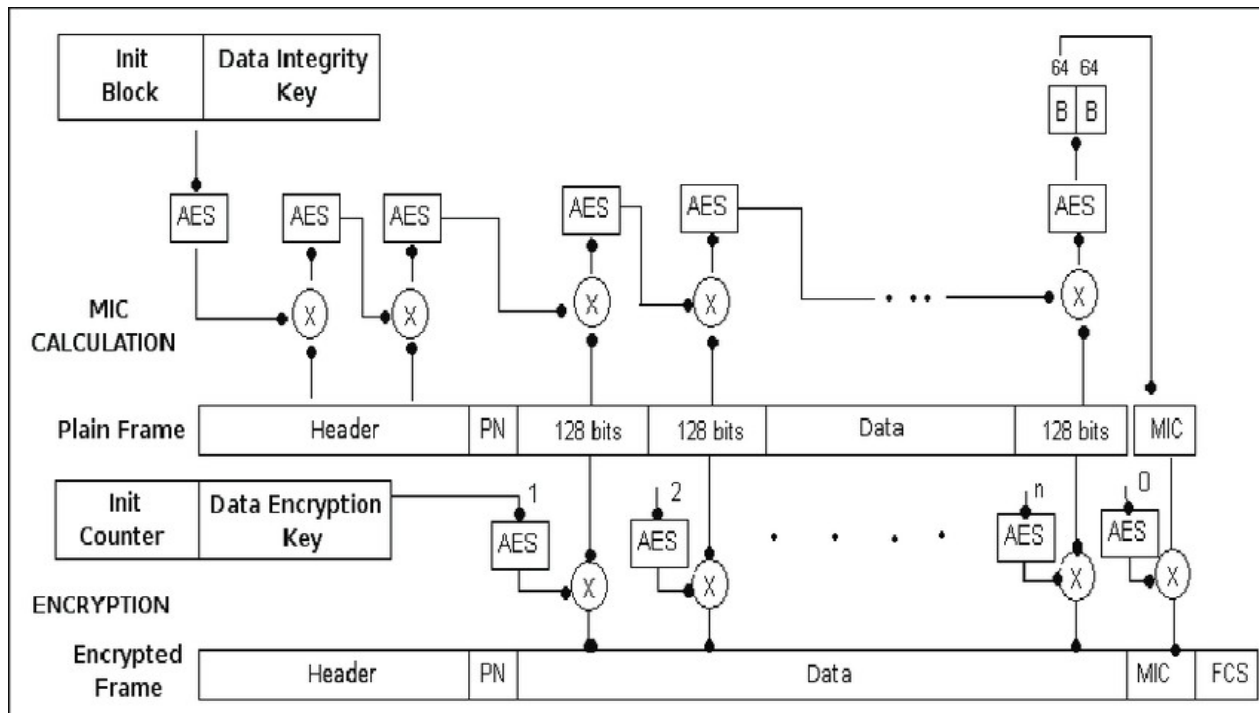 Init Block
Data Integrity Key
64 64
B B
AES AES AES AES AES AES
X X X X X
MIC CALCULATION
Plain Frame
Header PN 128 bits 128 bits Data 128 bits MIC
Init Counter
Data Encryption Key
1 2 n 0
AES AES AES AES
X X X X
ENCRYPTION
Encrypted Frame
Header PN Data MIC FCS